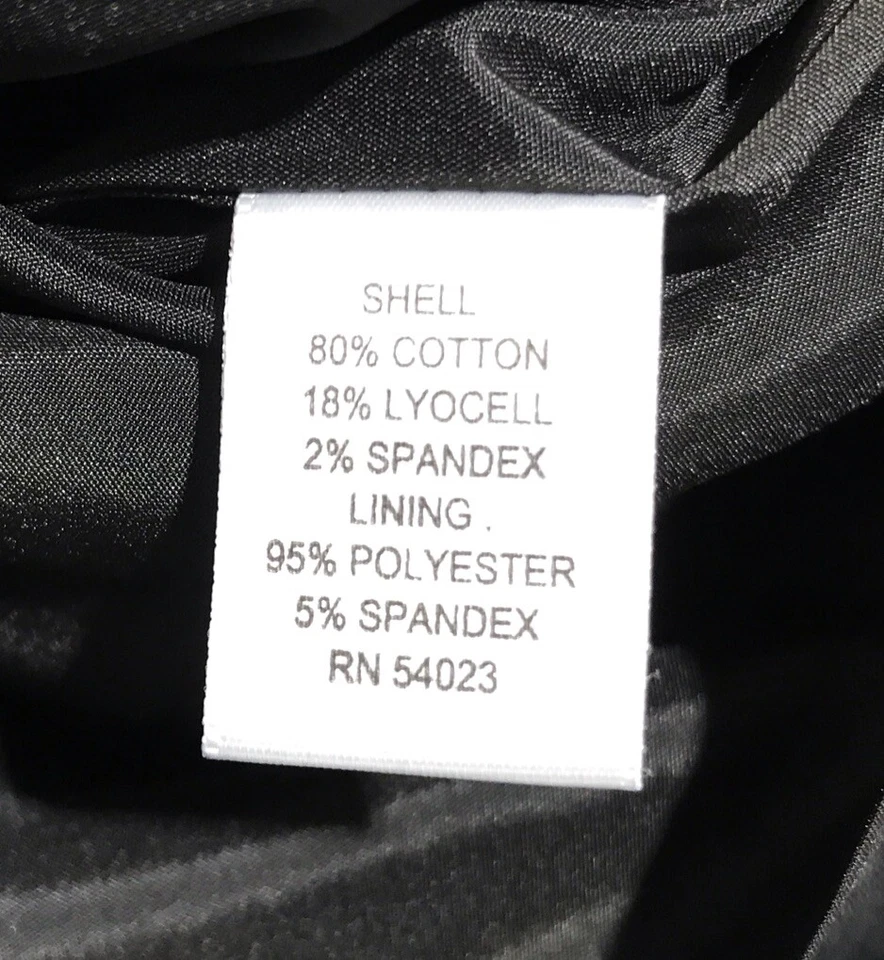 SHELL
80% COTTON
18% LYOCELL
2% SPANDEX
LINING .
95% POLYESTER
5% SPANDEX
RN 54023